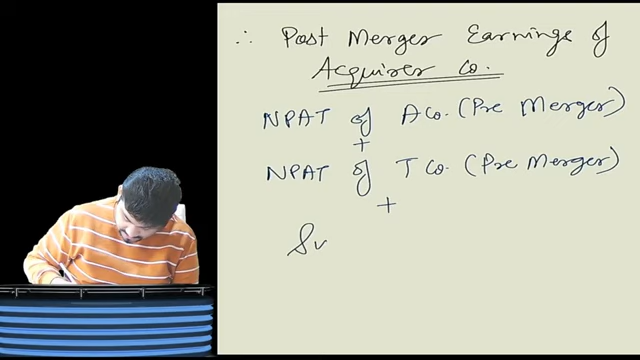 ∴ Post Merger Earnings of
Acquirer Co.
NPAT of A Co. (Pre Merger)
+
NPAT of T Co. (Pre Merger)
+